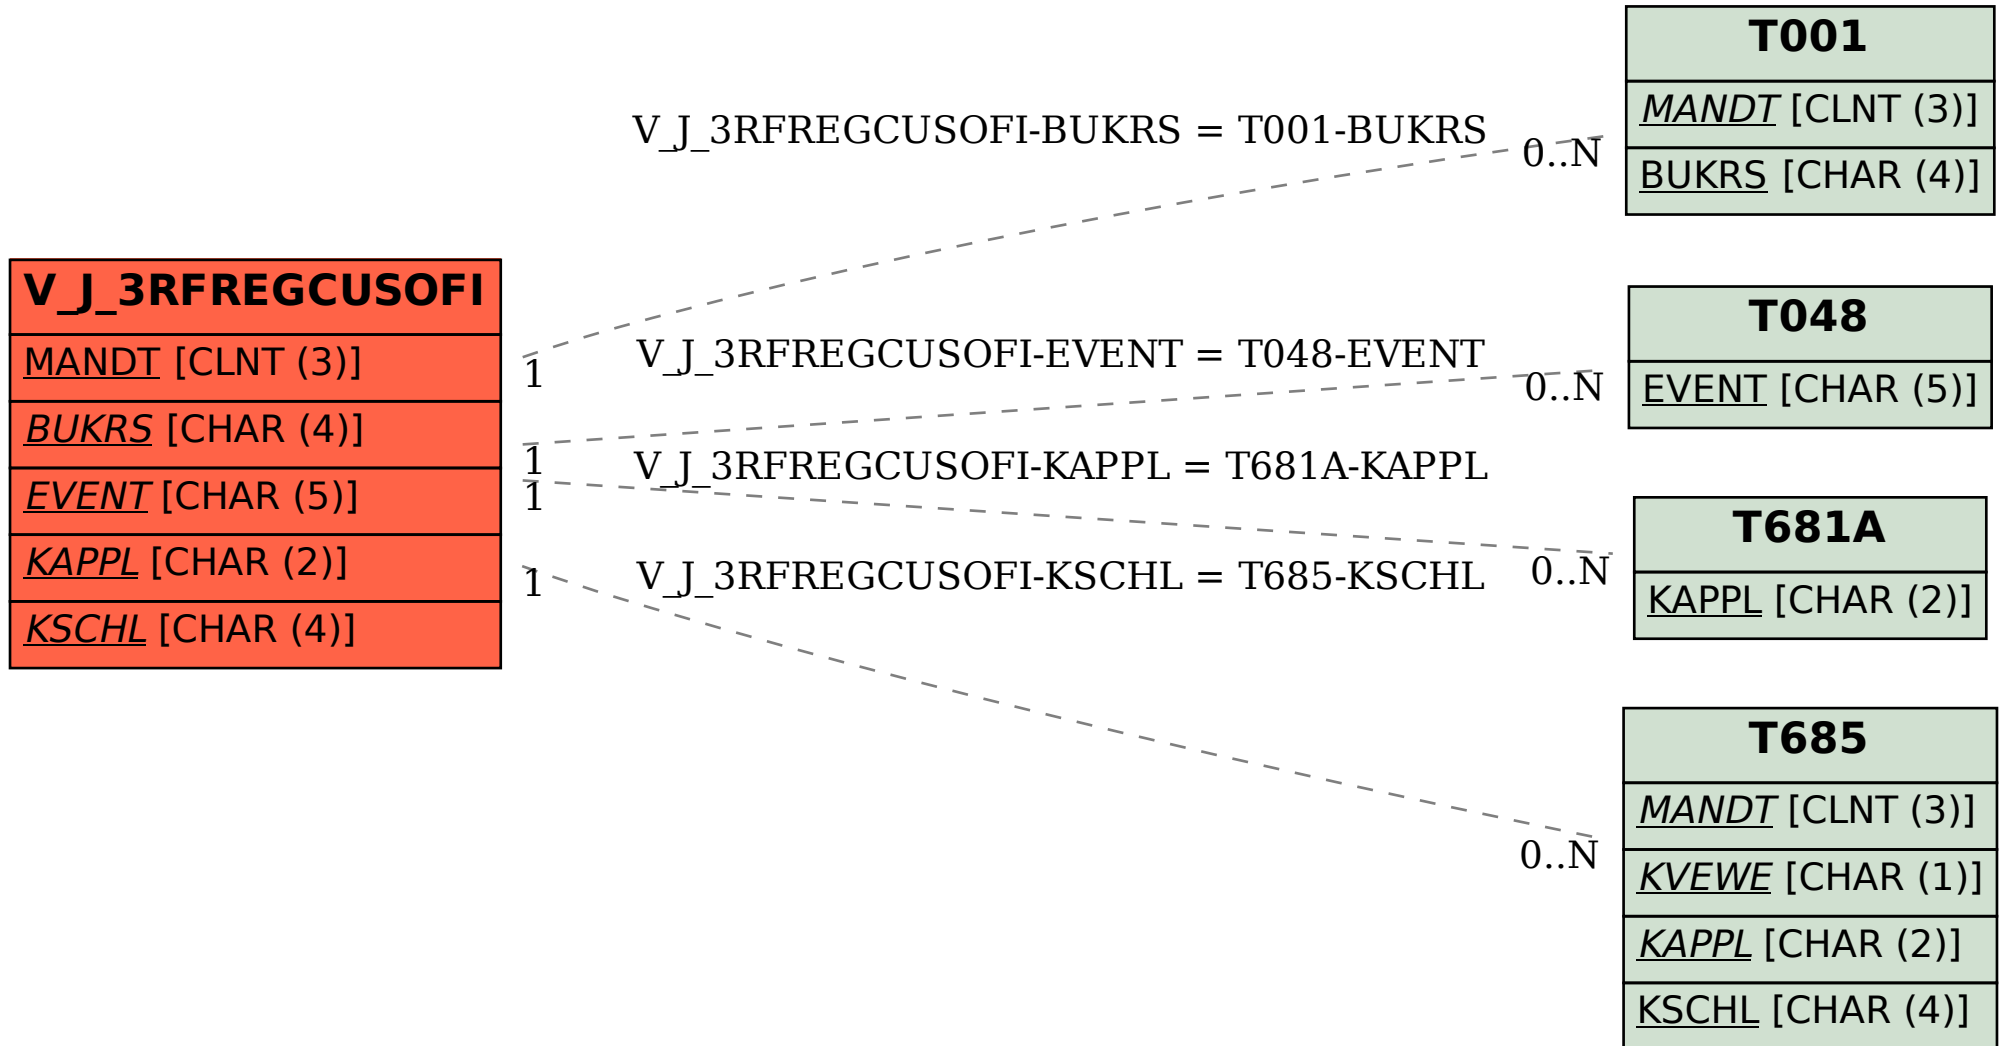 V_J_3RFREGCUSOFI
MANDT [CLNT (3)]
BUKRS [CHAR (4)]
EVENT [CHAR (5)]
KAPPL [CHAR (2)]
KSCHL [CHAR (4)]
V_J_3RFREGCUSOFI-BUKRS = T001-BUKRS
1
0..N
V_J_3RFREGCUSOFI-EVENT = T048-EVENT
1
0..N
V_J_3RFREGCUSOFI-KAPPL = T681A-KAPPL
1
0..N
V_J_3RFREGCUSOFI-KSCHL = T685-KSCHL
1
0..N
T001
MANDT [CLNT (3)]
BUKRS [CHAR (4)]
T048
EVENT [CHAR (5)]
T681A
KAPPL [CHAR (2)]
T685
MANDT [CLNT (3)]
KVEWE [CHAR (1)]
KAPPL [CHAR (2)]
KSCHL [CHAR (4)]